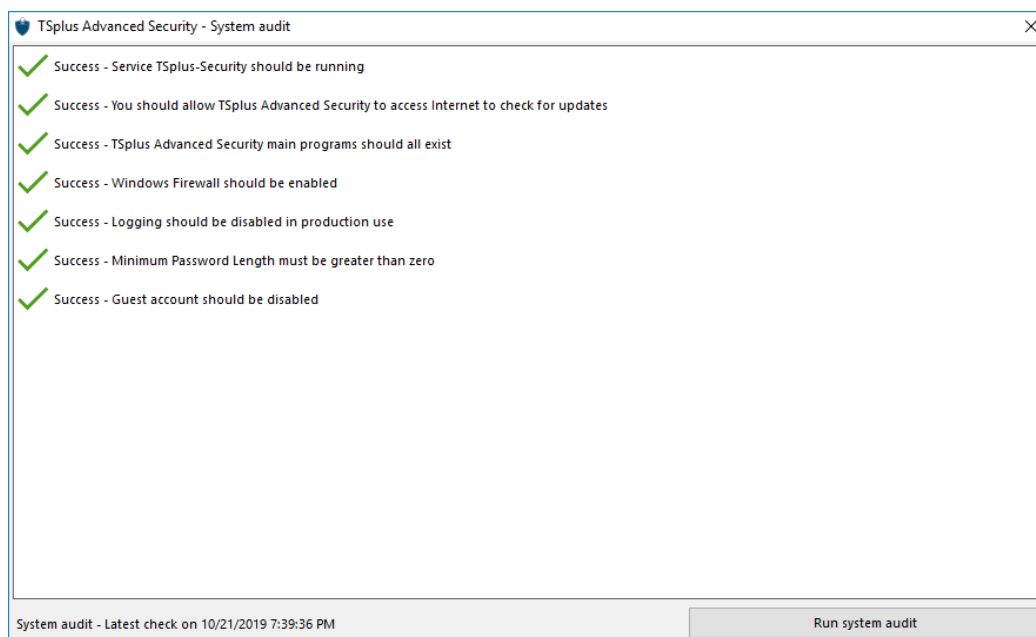 TSplus Advanced Security - System audit
Success - Service TSplus-Security should be running
Success - You should allow TSplus Advanced Security to access Internet to check for updates
Success - TSplus Advanced Security main programs should all exist
Success - Windows Firewall should be enabled
Success - Logging should be disabled in production use
Success - Minimum Password Length must be greater than zero
Success - Guest account should be disabled
System audit - Latest check on 10/21/2019 7:39:36 PM
Run system audit